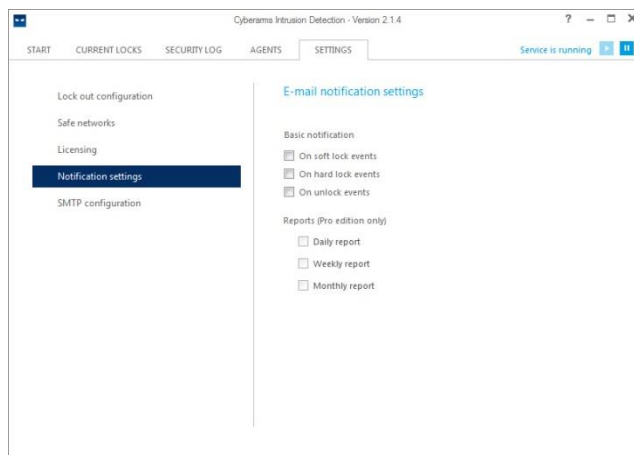 Cyberarms Intrusion Detection - Version 2.1.4
?
START CURRENT LOCKS SECURITY LOG AGENTS SETTINGS Service is running
Lock out configuration
Safe networks
Licensing
Notification settings
SMTP configuration
E-mail notification settings
Basic notification
On soft lock events
On hard lock events
On unlock events
Reports (Pro edition only)
Daily report
Weekly report
Monthly report